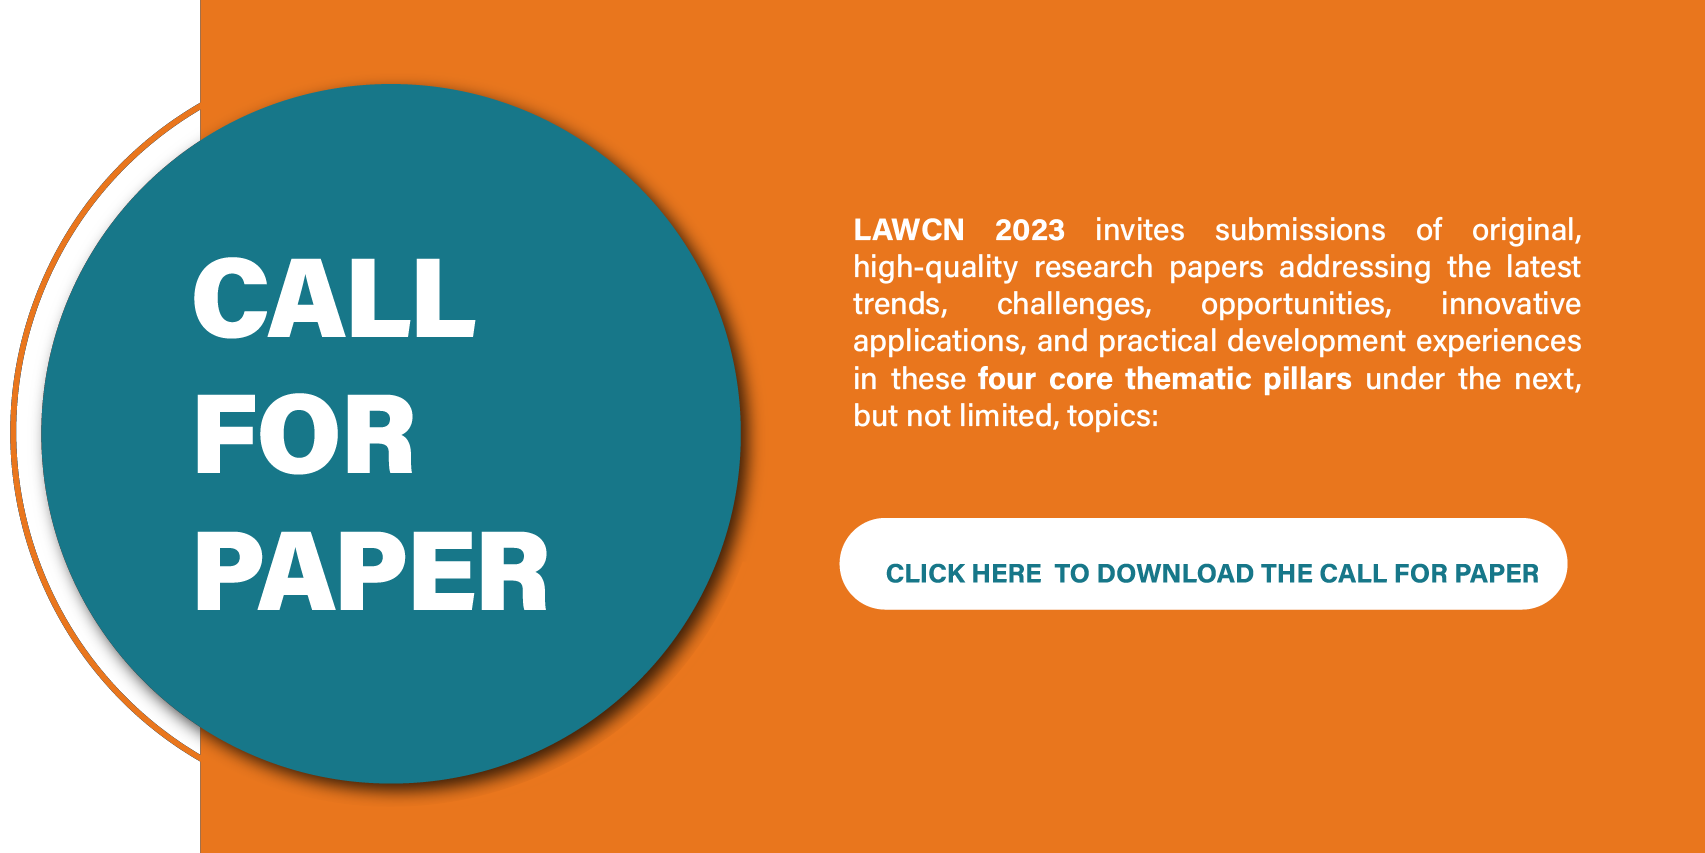 CALL
FOR
PAPER
LAWCN 2023 invites submissions of original,
high-quality research papers addressing the latest
trends, challenges, opportunities, innovative
applications, and practical development experiences
in these four core thematic pillars under the next,
but not limited, topics:
CLICK HERE TO DOWNLOAD THE CALL FOR PAPER